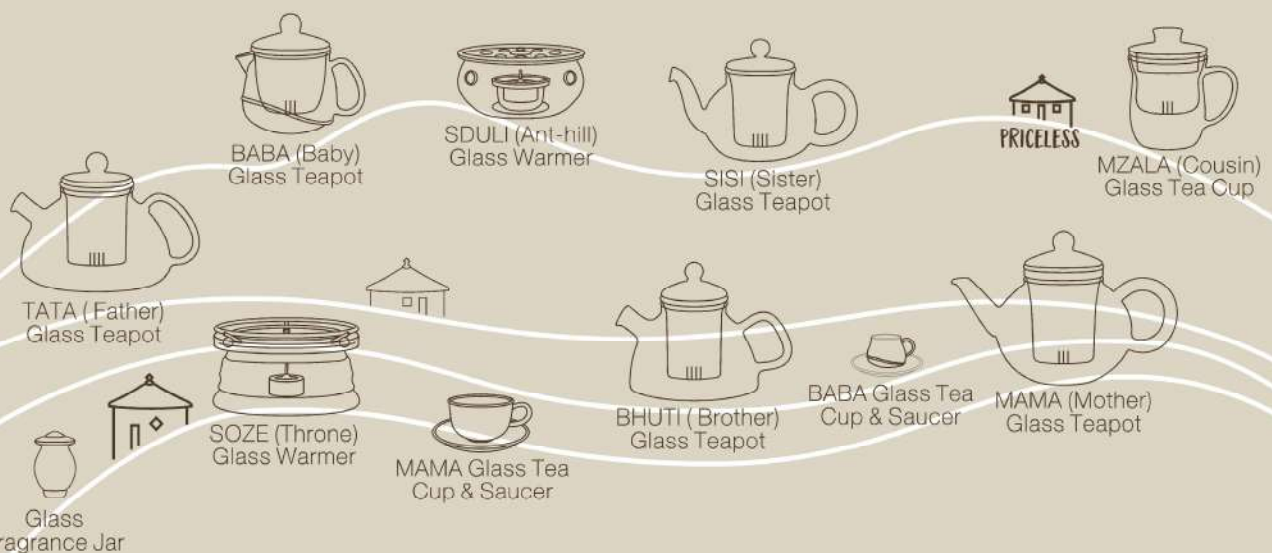 BABA (Baby)
Glass Teapot
SDULI (Ant-hill)
Glass Warmer
SISI (Sister)
Glass Teapot
PRICELESS
MZALA (Cousin)
Glass Tea Cup
TATA ( Father)
Glass Teapot
SOZE (Throne)
Glass Warmer
MAMA Glass Tea
Cup & Saucer
BHUTI ( Brother)
Glass Teapot
BABA Glass Tea
Cup & Saucer
MAMA (Mother)
Glass Teapot
Glass
ragrance Jar